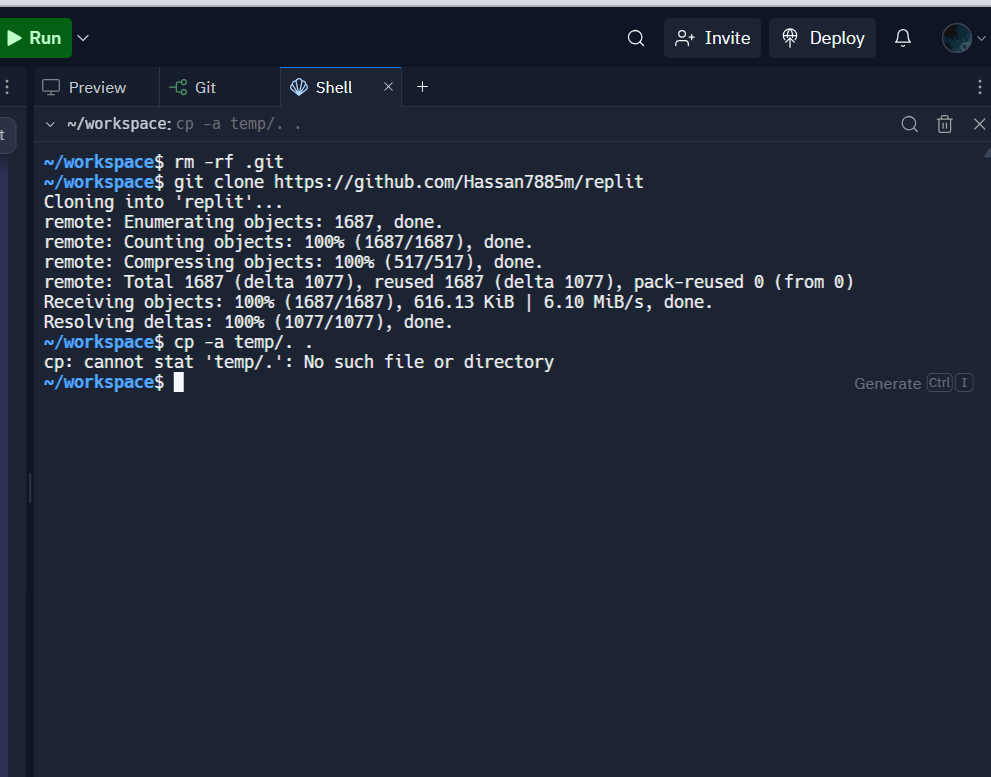 Run
Invite
Deploy
Preview
Git
Shell
t
~/workspace: cp -a temp/. .
~/workspace$ rm -rf .git
~/workspace$ git clone https://github.com/Hassan7885m/replit
Cloning into 'replit'...
remote: Enumerating objects: 1687, done.
remote: Counting objects: 100% (1687/1687), done.
remote: Compressing objects: 100% (517/517), done.
remote: Total 1687 (delta 1077), reused 1687 (delta 1077), pack-reused 0 (from 0)
Receiving objects: 100% (1687/1687), 616.13 KiB | 6.10 MiB/s, done.
Resolving deltas: 100% (1077/1077), done.
~/workspace$ cp -a temp/. .
cp: cannot stat 'temp/.': No such file or directory
~/workspace$
Generate Ctrl I